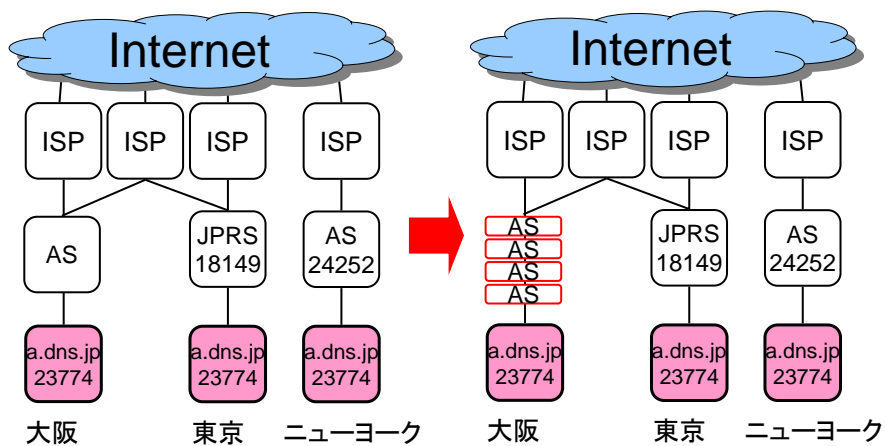 Internet
ISP ISP ISP ISP
AS
JPRS
18149
AS
24252
a.dns.jp
23774
a.dns.jp
23774
a.dns.jp
23774
大阪 東京 ニューヨーク
Internet
ISP ISP ISP ISP
AS
AS
AS
AS
JPRS
18149
AS
24252
a.dns.jp
23774
a.dns.jp
23774
a.dns.jp
23774
大阪 東京 ニューヨーク